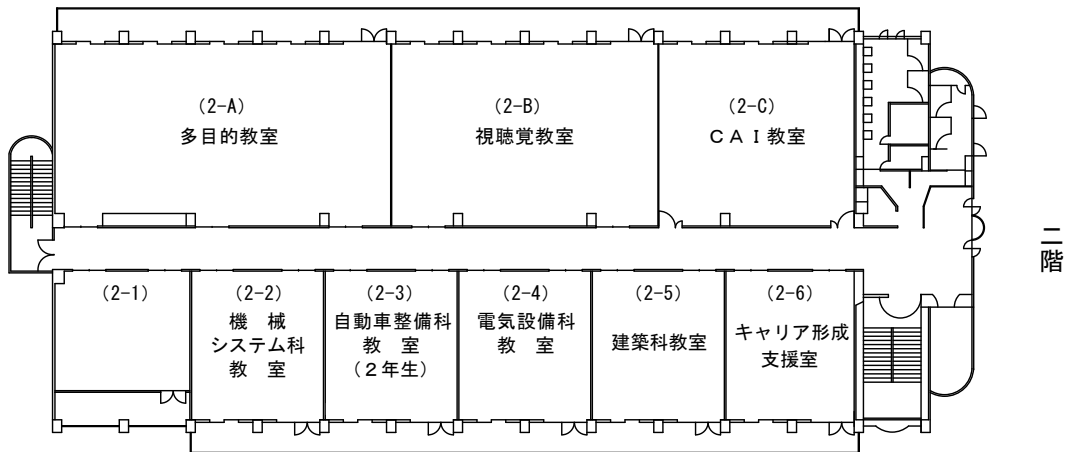 (2-A)
多目的教室
(2-B)
視聴覚教室
(2-C)
ＣＡＩ教室
二階
(2-1)
(2-2)
機　械
システム科
教　室
(2-3)
自動車整備科
教　室
(２年生)
(2-4)
電気設備科
教　室
(2-5)
建築科教室
(2-6)
キャリア形成
支援室